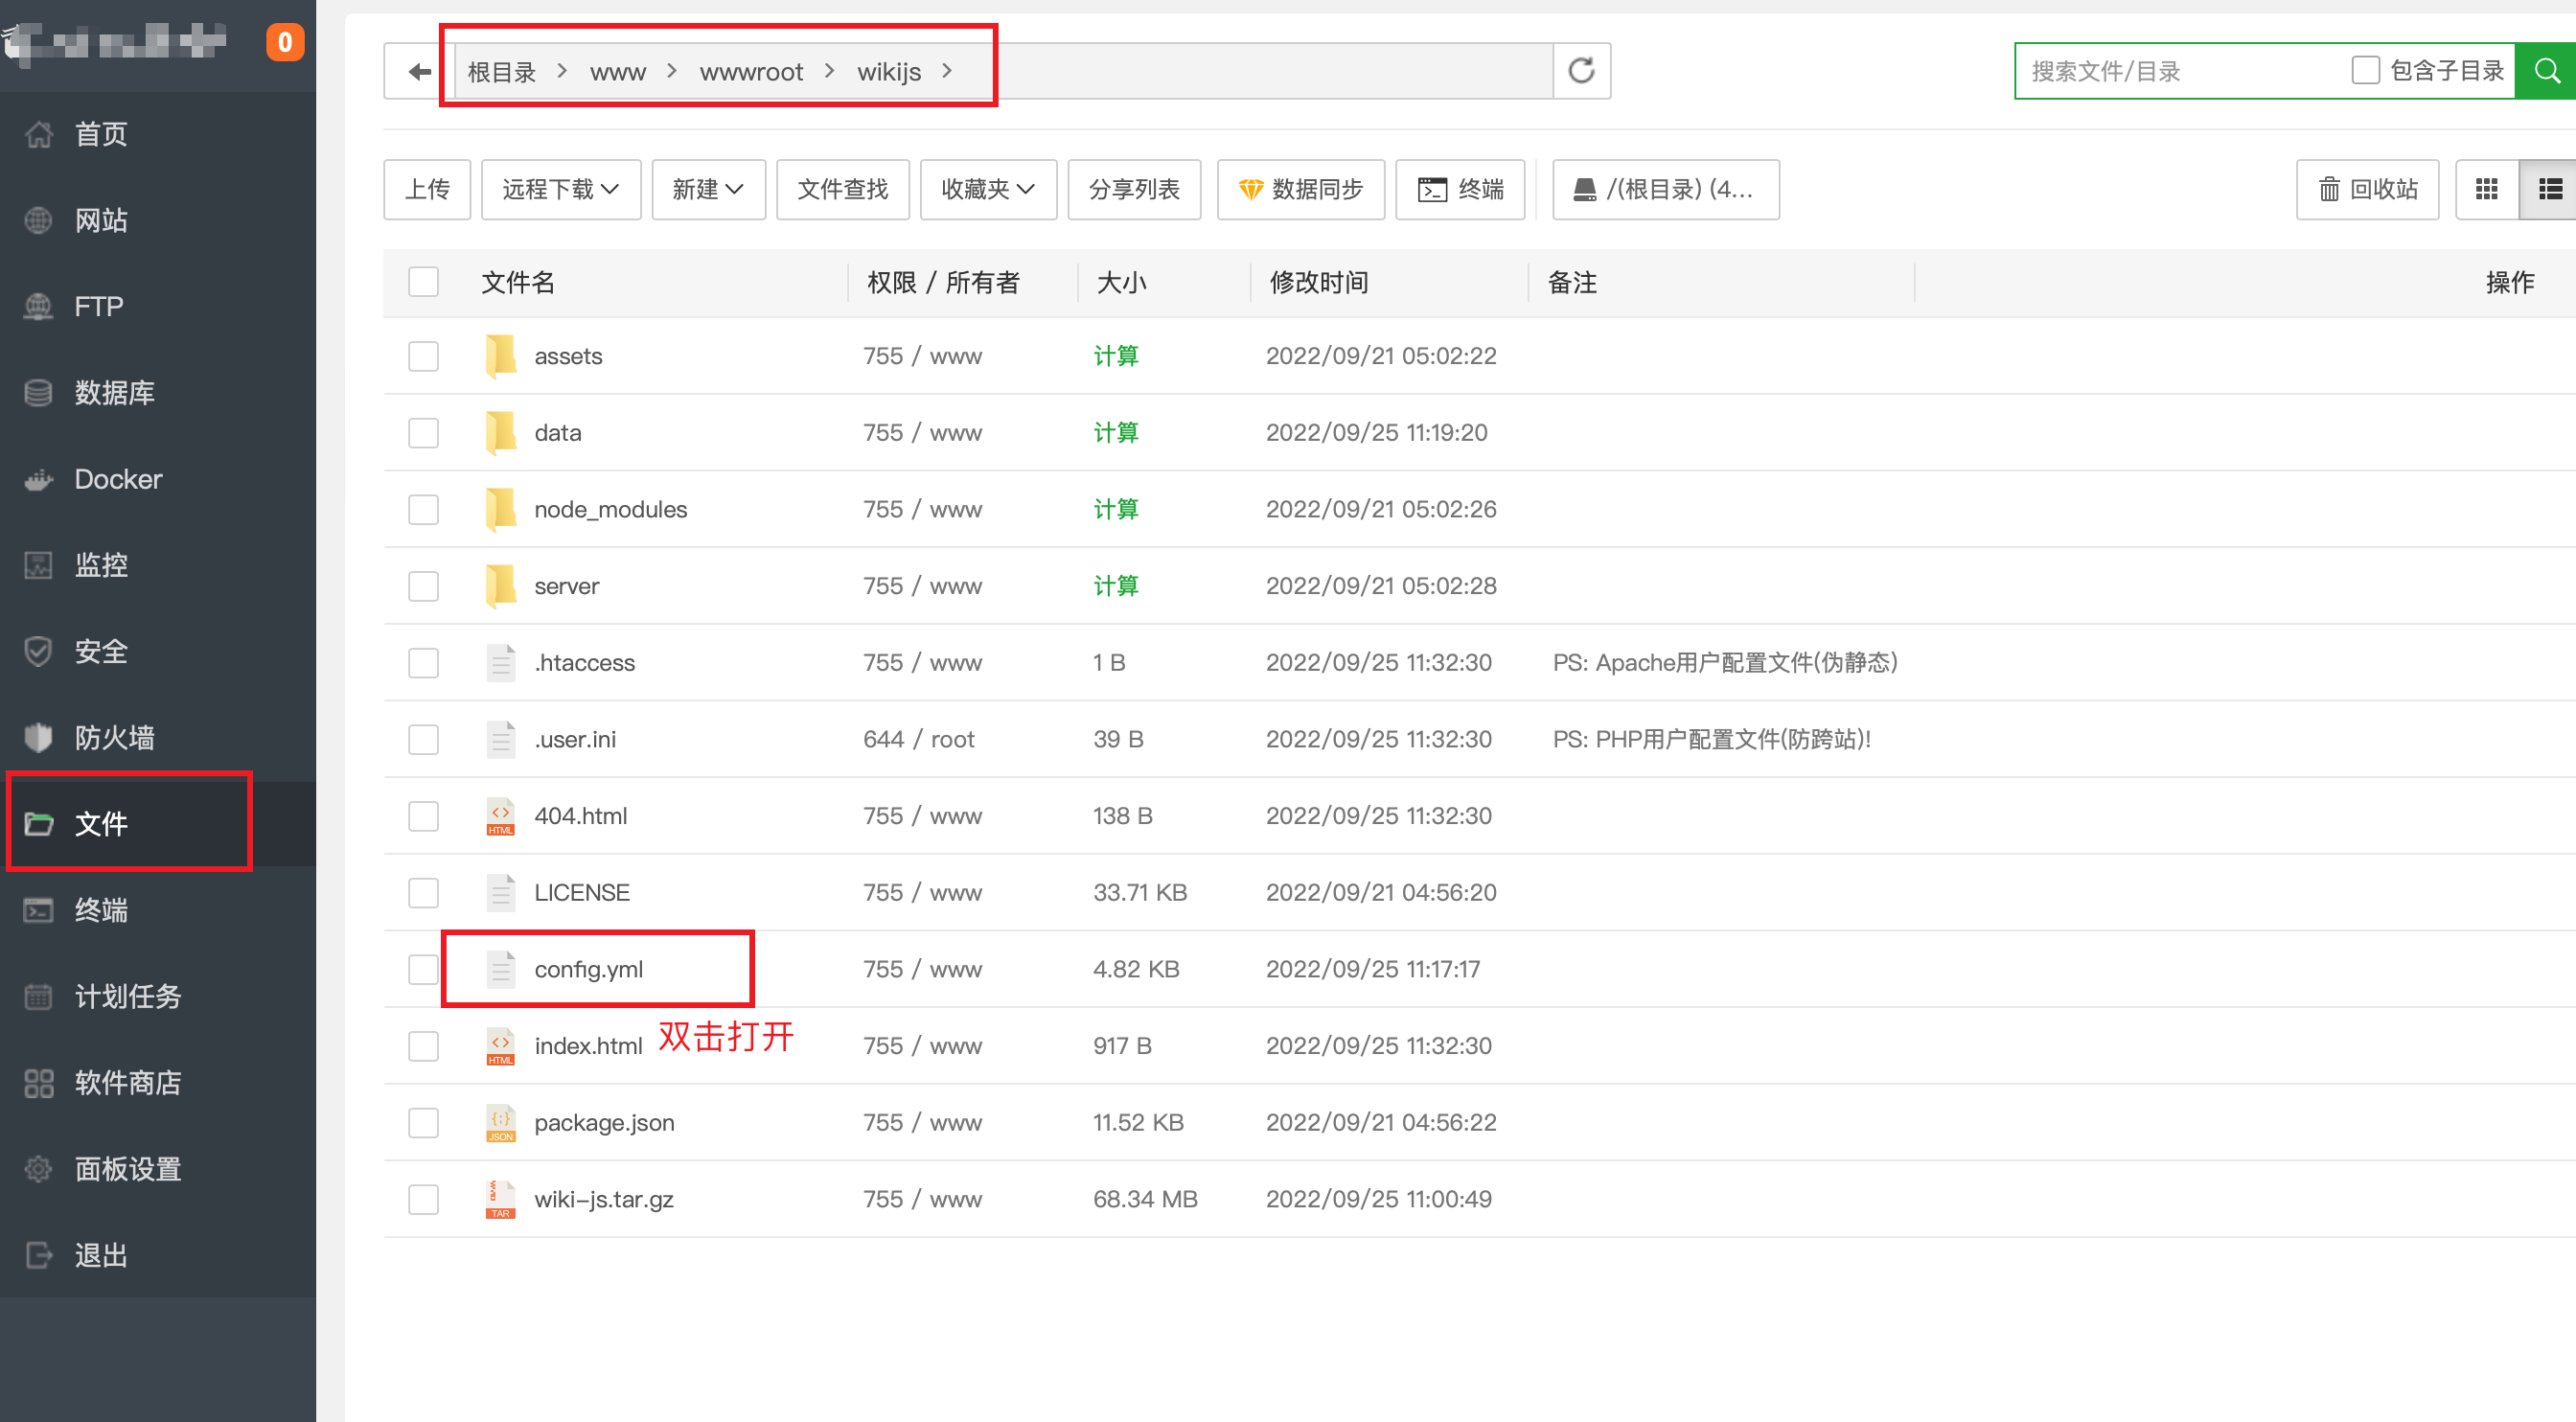 0
首页
网站
FTP
数据库
Docker
监控
安全
防火墙
文件
终端
计划任务
软件商店
面板设置
退出
根目录 > www > wwwroot > wikijs >
搜索文件/目录 包含子目录
上传 远程下载 新建 文件查找 收藏夹 分享列表 数据同步 终端 /(根目录) (4... 回收站
文件名 权限 / 所有者 大小 修改时间 备注 操作
assets 755 / www 计算 2022/09/21 05:02:22
data 755 / www 计算 2022/09/25 11:19:20
node_modules 755 / www 计算 2022/09/21 05:02:26
server 755 / www 计算 2022/09/21 05:02:28
.htaccess 755 / www 1 B 2022/09/25 11:32:30 PS: Apache用户配置文件(伪静态)
.user.ini 644 / root 39 B 2022/09/25 11:32:30 PS: PHP用户配置文件(防跨站)!
HTML 404.html 755 / www 138 B 2022/09/25 11:32:30
LICENSE 755 / www 33.71 KB 2022/09/21 04:56:20
config.yml 755 / www 4.82 KB 2022/09/25 11:17:17
双击打开
HTML index.html 755 / www 917 B 2022/09/25 11:32:30
JSON package.json 755 / www 11.52 KB 2022/09/21 04:56:22
TAR wiki-js.tar.gz 755 / www 68.34 MB 2022/09/25 11:00:49